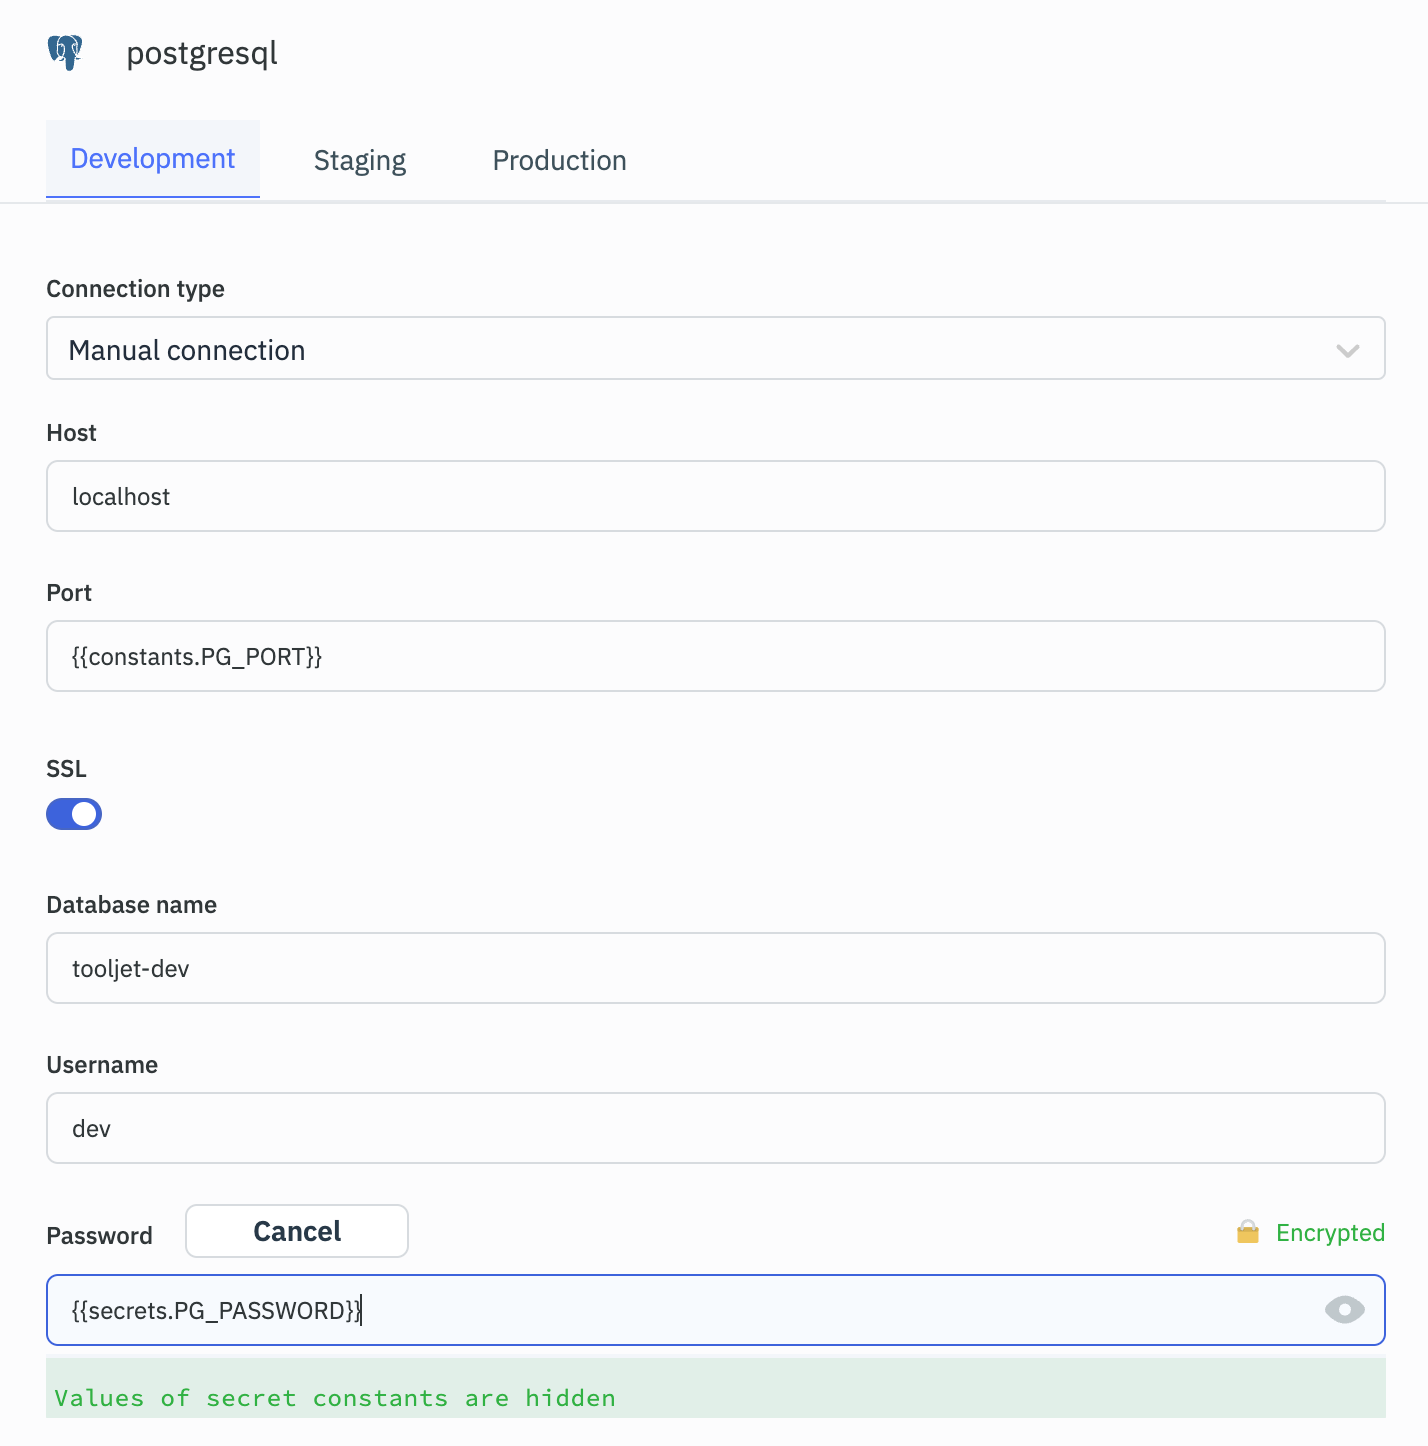 postgresql
Development Staging Production
Connection type
Manual connection
Host
localhost
Port
{{constants.PG_PORT}}
SSL
Database name
tooljet-dev
Username
dev
Password Cancel Encrypted
{{secrets.PG_PASSWORD}}
Values of secret constants are hidden